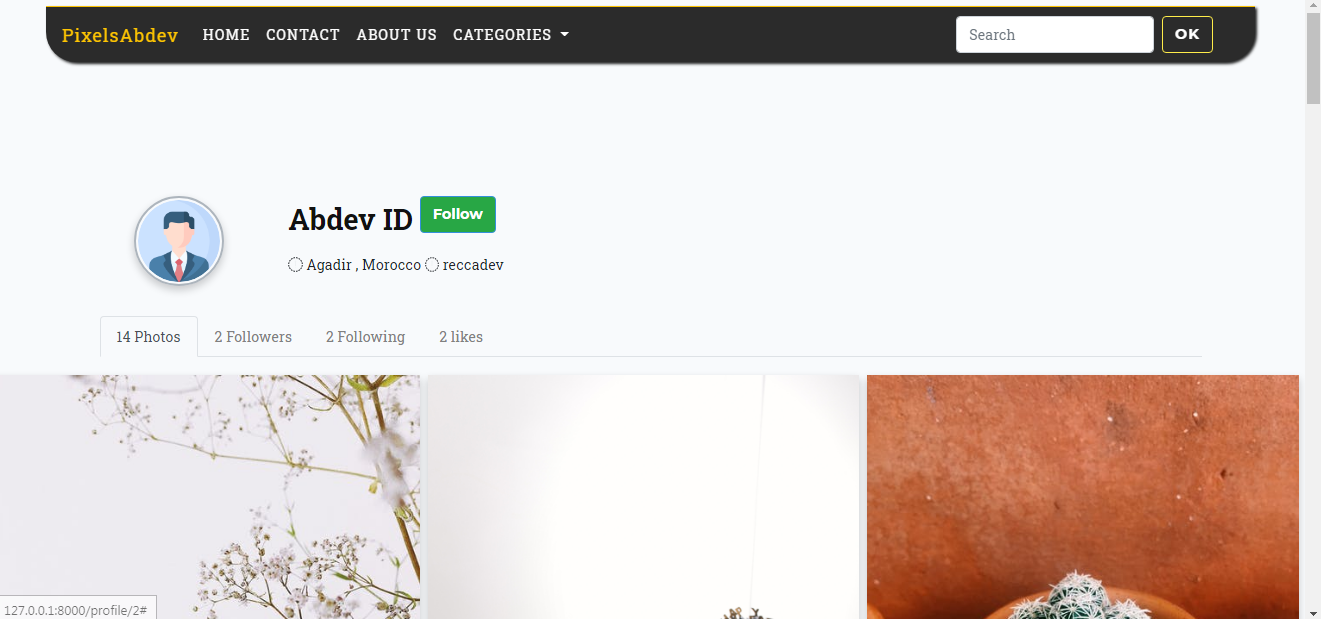 PixelsAbdev HOME CONTACT ABOUT US CATEGORIES Search OK
Abdev ID Follow
Agadir , Morocco reccadev
14 Photos 2 Followers 2 Following 2 likes
127.0.0.1:8000/profile/2#